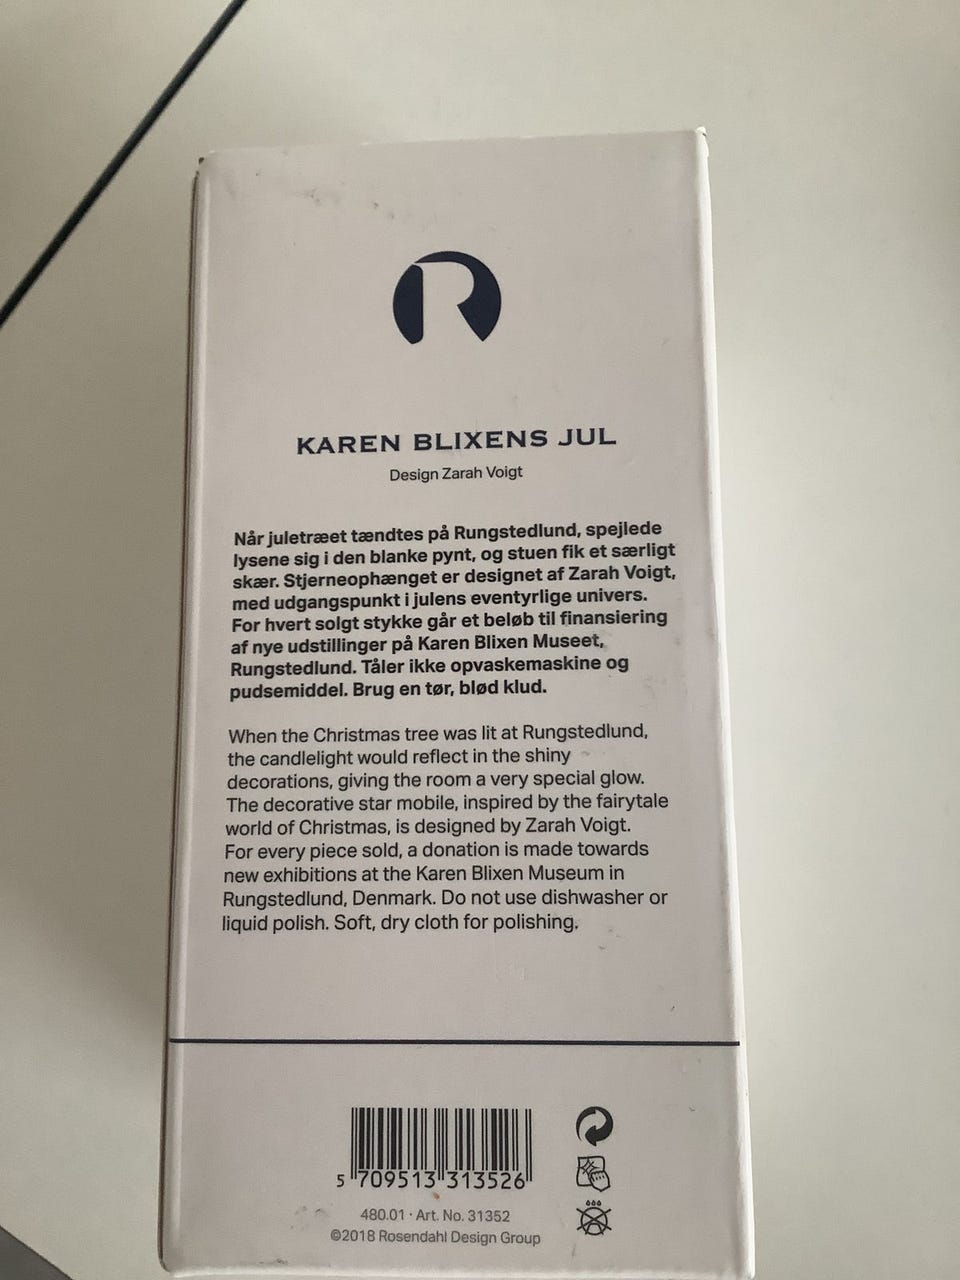 R
KAREN BLIXENS JUL
Design Zarah Voigt
Når juletræet tændtes på Rungstedlund, spejlede
lysene sig i den blanke pynt, og stuen fik et særligt
skær. Stjerneophænget er designet af Zarah Voigt,
med udgangspunkt i julens eventyrlige univers.
For hvert solgt stykke går et beløb til finansiering
af nye udstillinger på Karen Blixen Museet,
Rungstedlund. Tåler ikke opvaskemaskine og
pudsemiddel. Brug en tør, blød klud.
When the Christmas tree was lit at Rungstedlund,
the candlelight would reflect in the shiny
decorations, giving the room a very special glow.
The decorative star mobile, inspired by the fairytale
world of Christmas, is designed by Zarah Voigt.
For every piece sold, a donation is made towards
new exhibitions at the Karen Blixen Museum in
Rungstedlund, Denmark. Do not use dishwasher or
liquid polish. Soft, dry cloth for polishing.
5 709513 313526
480.01 · Art. No. 31352
©2018 Rosendahl Design Group